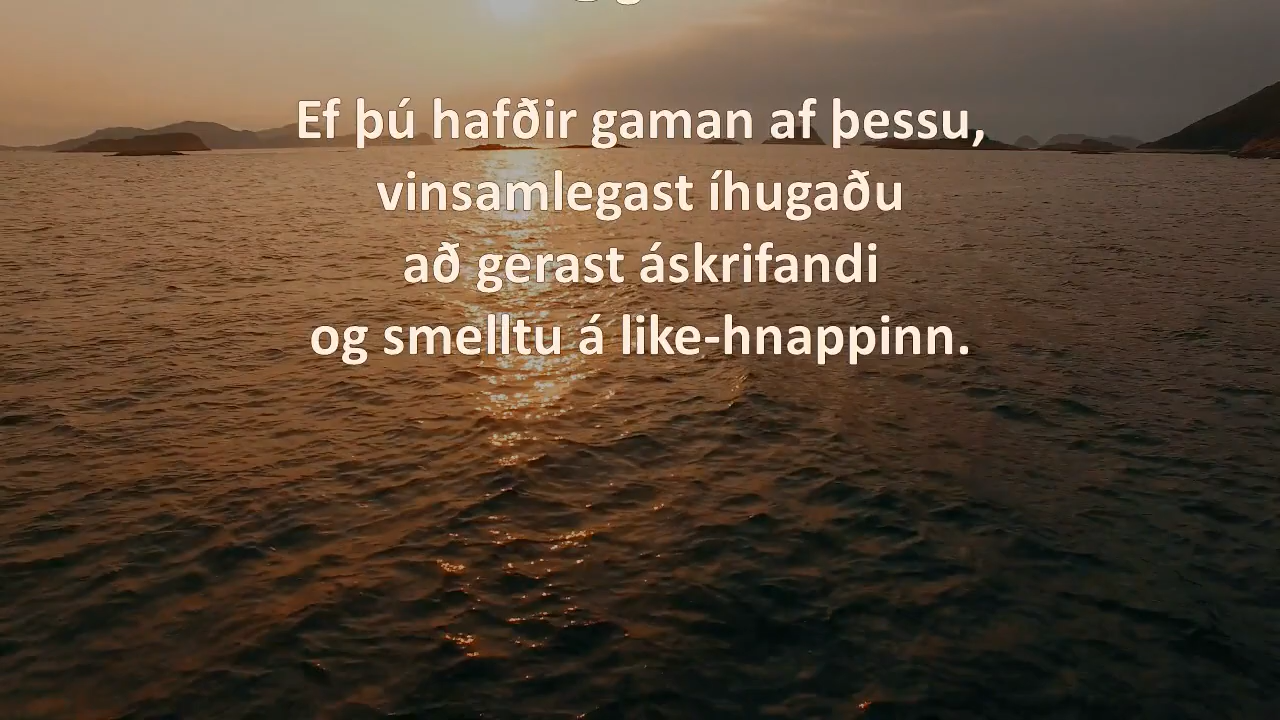 Ef þú hafðir gaman af þessu,
vinsamlegast íhugaðu
að gerast áskrifandi
og smelltu á like-hnappinn.